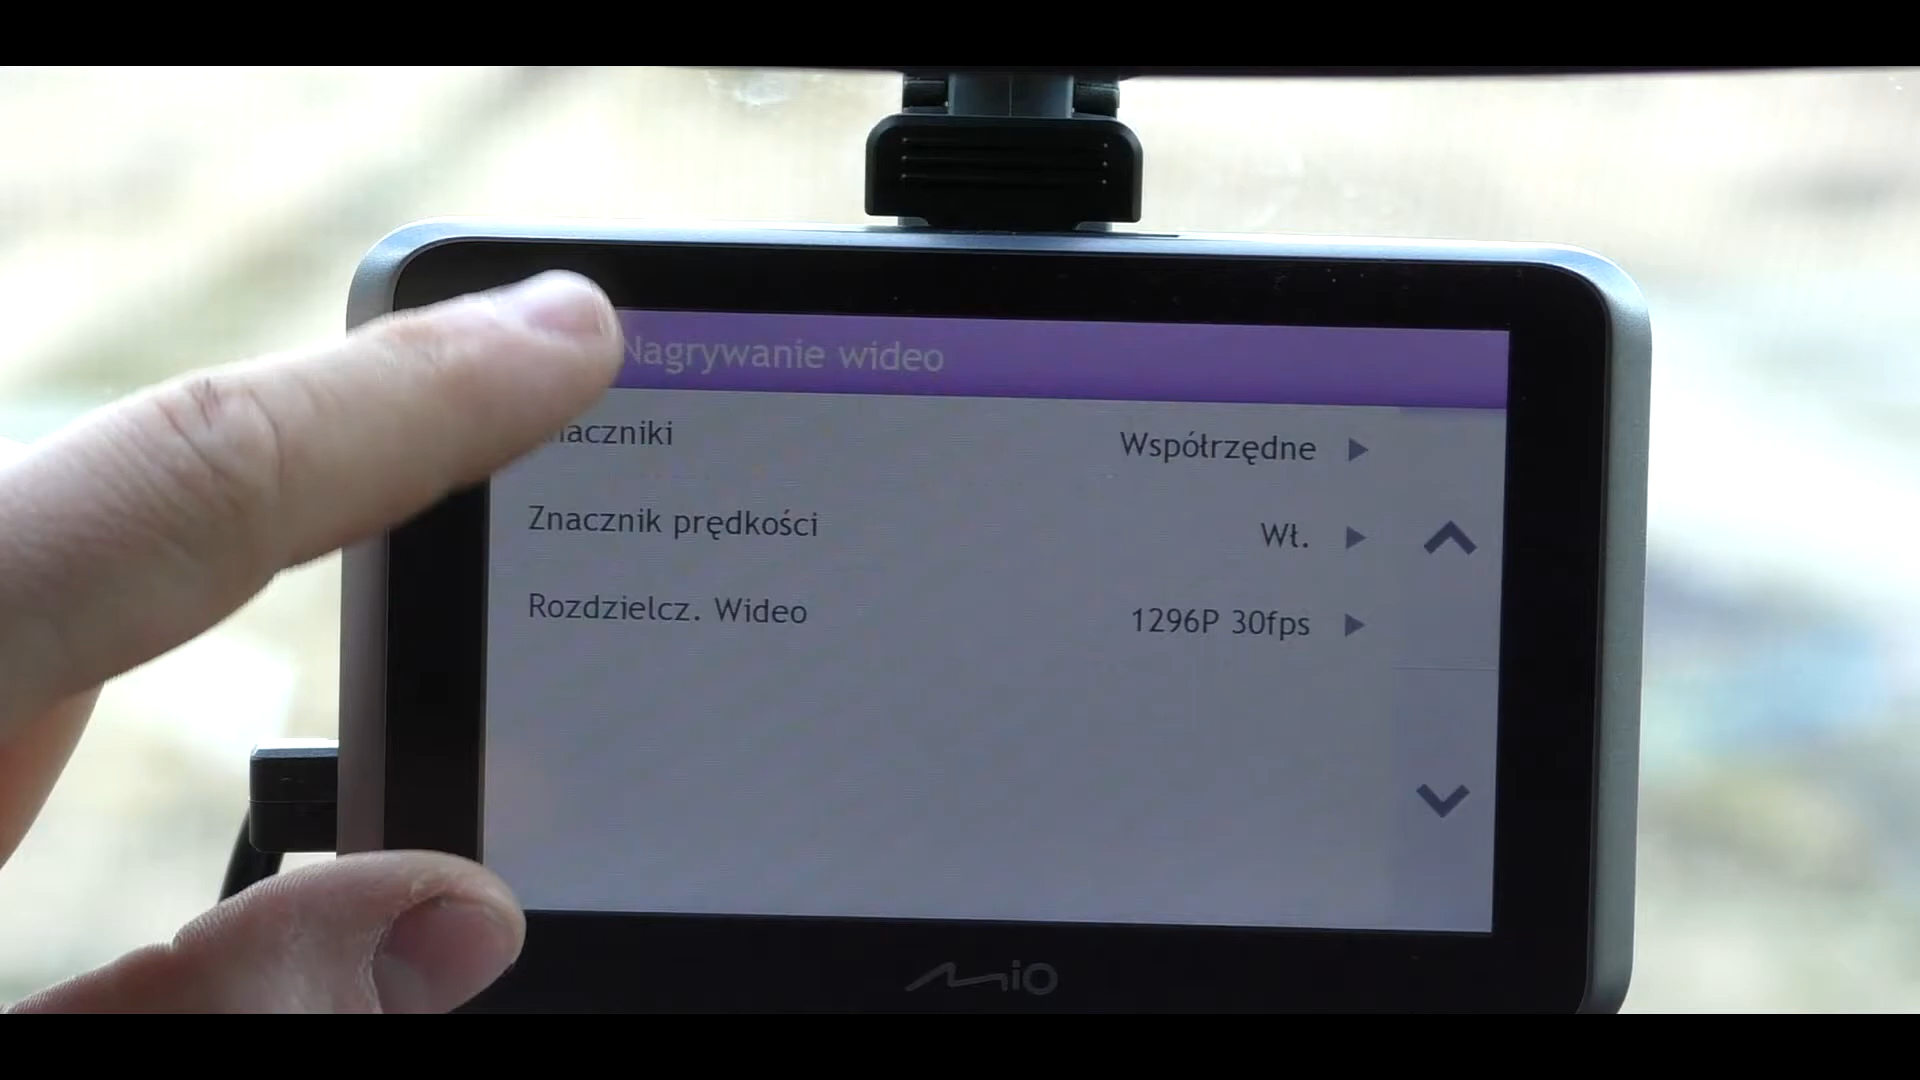 Nagrywanie wideo
Współrzędne
Znacznik prędkości Wł.
Rozdzielcz. Wideo 1296P 30fps
Mio